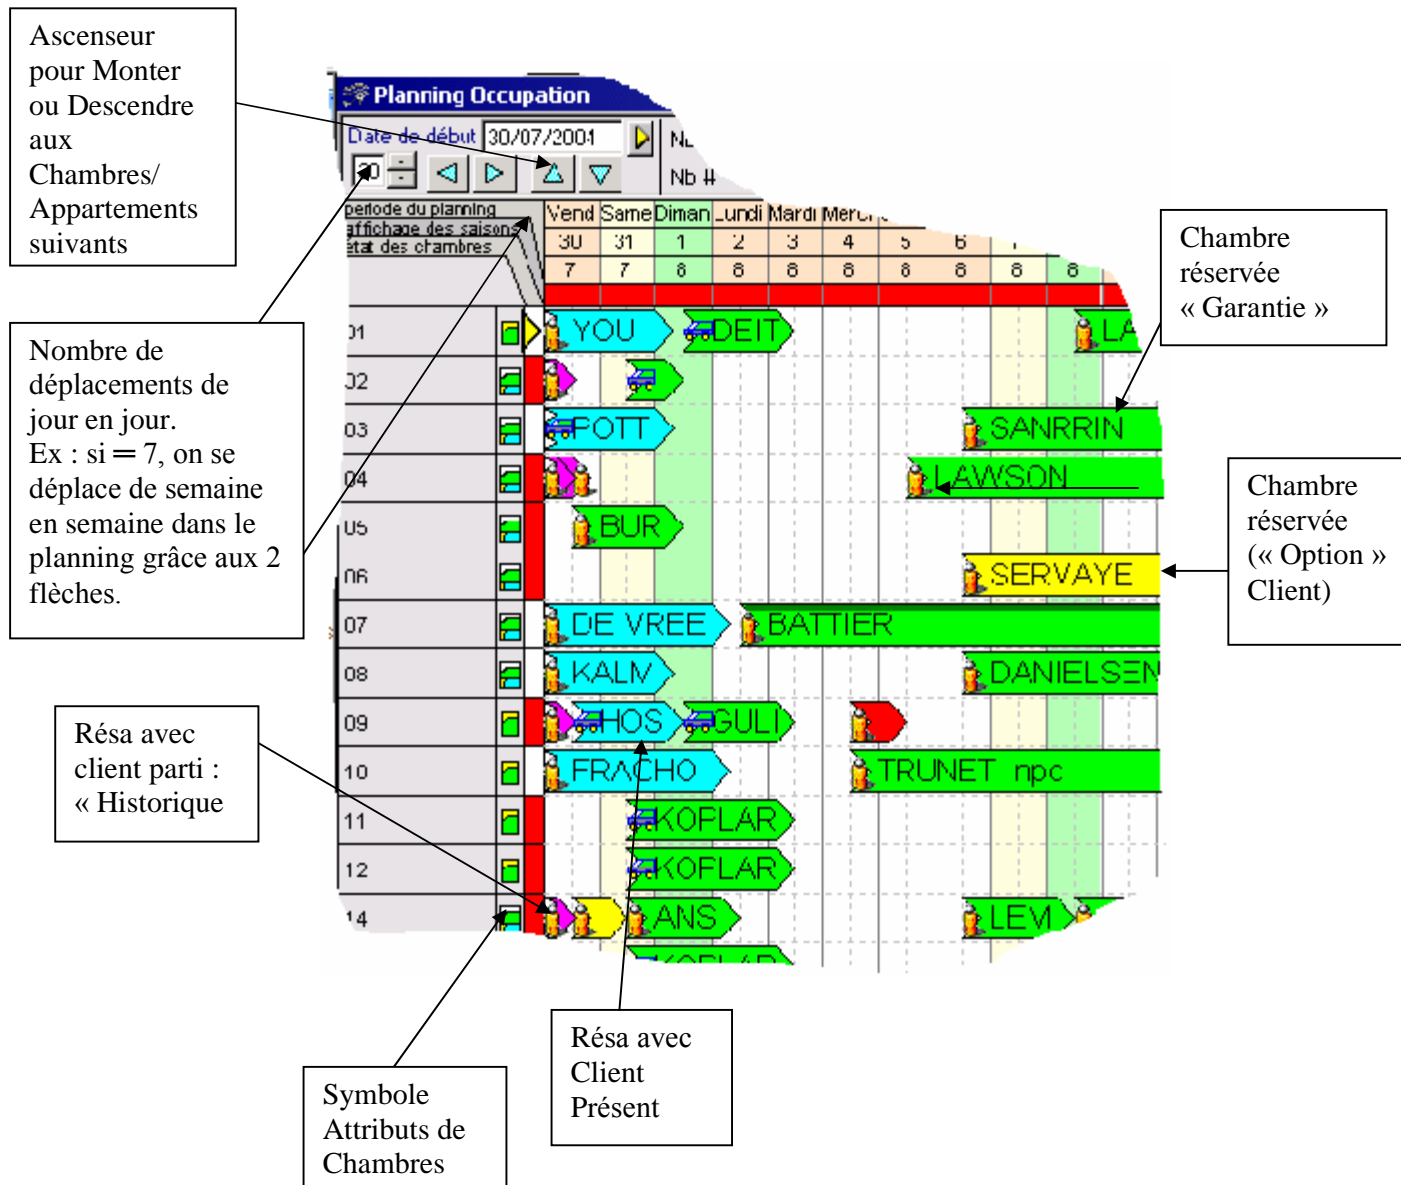 Ascenseur
pour Monter
ou Descendre
aux
Chambres/
Appartements
suivants
Planning Occupation
Date de début 30/07/2001
Nb #
periode du planning
affichage des saisons
état des chambres
Vend Same Diman Lundi Mardi
30 31 1 2 3 4 5 6
7 7 8 8 8 8 8 8 8 8
Chambre
réservée
« Garantie »
Nombre de
déplacements de
jour en jour.
Ex : si = 7, on se
déplace de semaine
en semaine dans le
planning grâce aux 2
flèches.
01 YOU DEIT LA
02
03 POTT SANRRIN
04 LAWSON
05 BUR
06 SERVAYE
07 DE VREE BATTIER
08 KALM DANIELSEN
09 HOS GULI
10 FRACHO TRUNET npc
11 KOFLAR
12 KOFLAR
14 ANS LEVI
KOFLAR
Chambre
réservée
(« Option »
Client)
Résa avec
client parti :
« Historique
Résa avec
Client
Présent
Symbole
Attributs de
Chambres